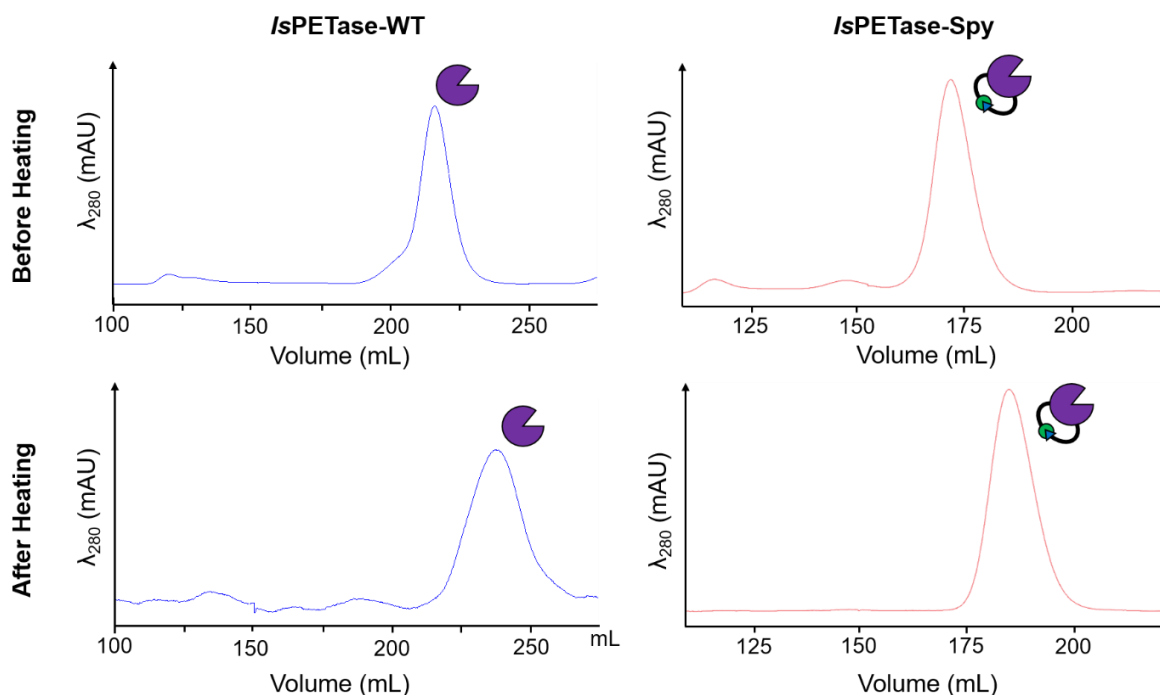 IsPETase-WT
IsPETase-Spy
Before Heating
λ280 (mAU)
100 150 200 250
Volume (mL)
λ280 (mAU)
125 150 175 200
Volume (mL)
After Heating
λ280 (mAU)
100 150 200 250 mL
Volume (mL)
λ280 (mAU)
125 150 175 200
Volume (mL)